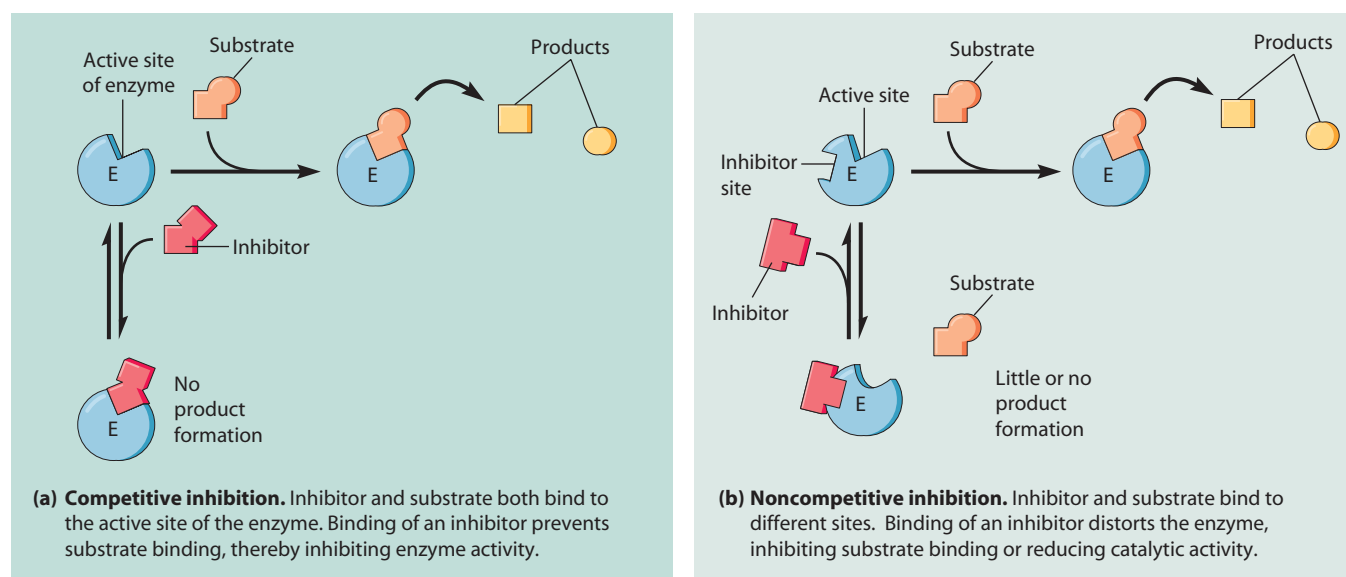 Substrate
Products
Active site
of enzyme
E
E
Inhibitor
E
No
product
formation
(a) Competitive inhibition. Inhibitor and substrate both bind to
the active site of the enzyme. Binding of an inhibitor prevents
substrate binding, thereby inhibiting enzyme activity.
Substrate
Products
Active site
Inhibitor
site
E
E
Inhibitor
Substrate
E
Little or no
product
formation
(b) Noncompetitive inhibition. Inhibitor and substrate bind to
different sites. Binding of an inhibitor distorts the enzyme,
inhibiting substrate binding or reducing catalytic activity.